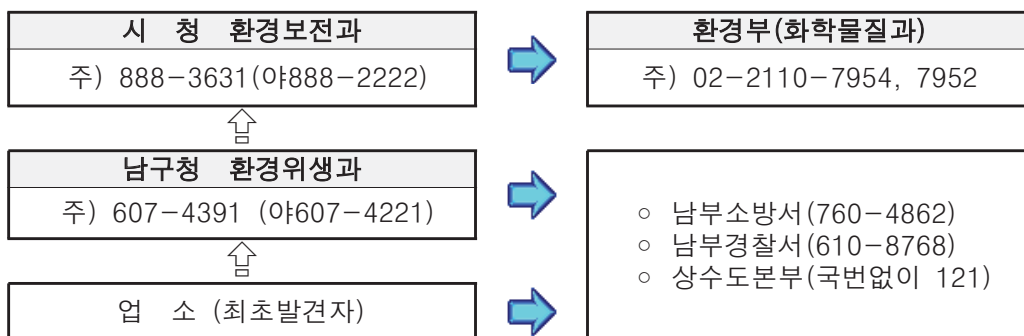 시 청 환경보전과
주) 888-3631(야888-2222)
환경부(화학물질과)
주) 02-2110-7954, 7952
남구청 환경위생과
주) 607-4391 (야607-4221)
업 소 (최초발견자)
○ 남부소방서(760-4862)
○ 남부경찰서(610-8768)
○ 상수도본부(국번없이 121)